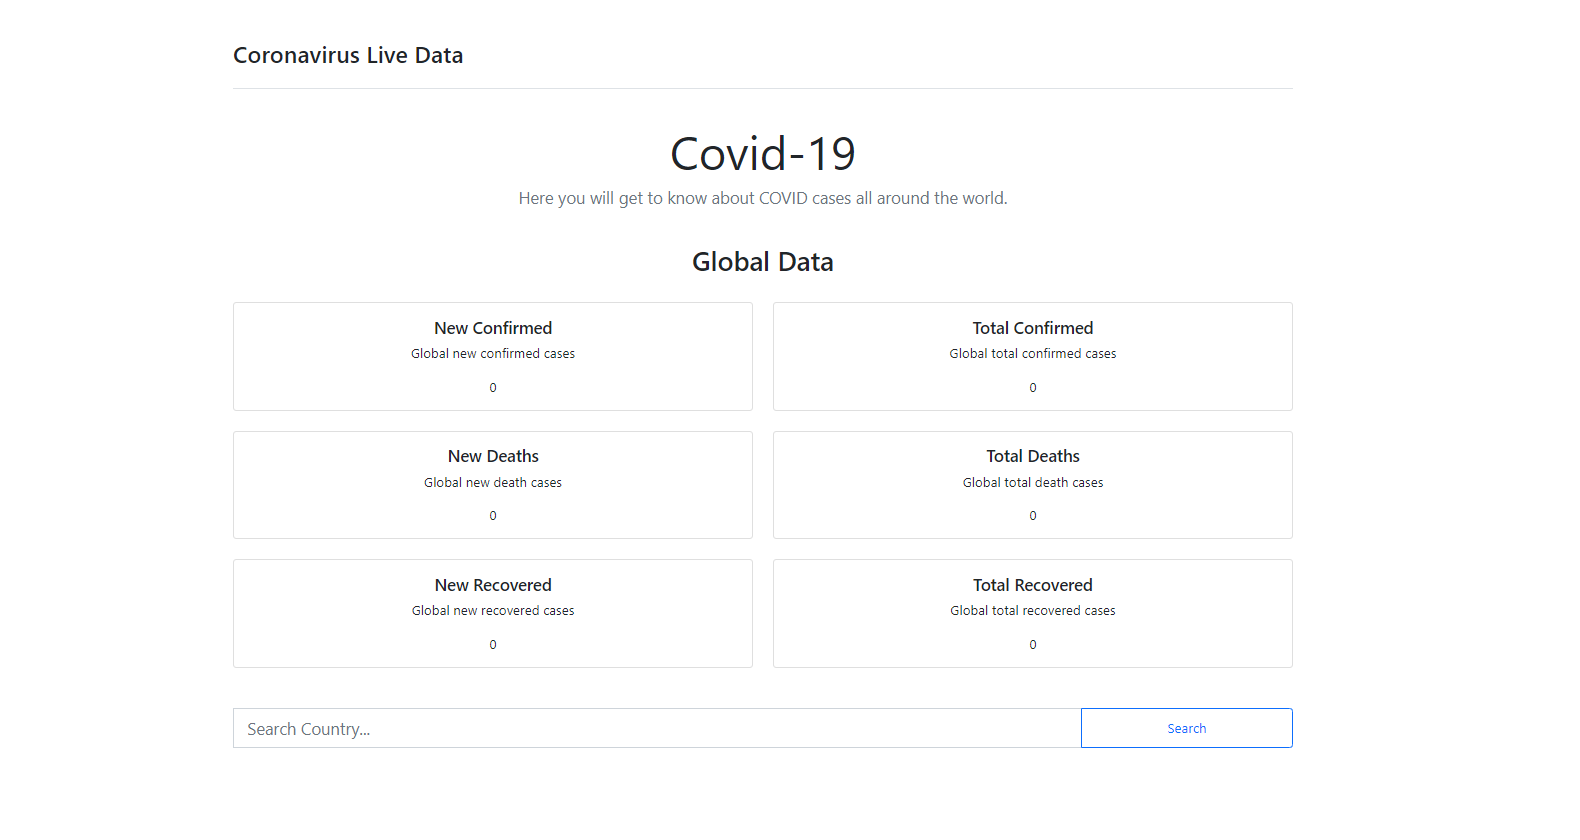 Coronavirus Live Data
Covid-19
Here you will get to know about COVID cases all around the world.
Global Data
New Confirmed
Global new confirmed cases
0
Total Confirmed
Global total confirmed cases
0
New Deaths
Global new death cases
0
Total Deaths
Global total death cases
0
New Recovered
Global new recovered cases
0
Total Recovered
Global total recovered cases
0
Search Country...
Search